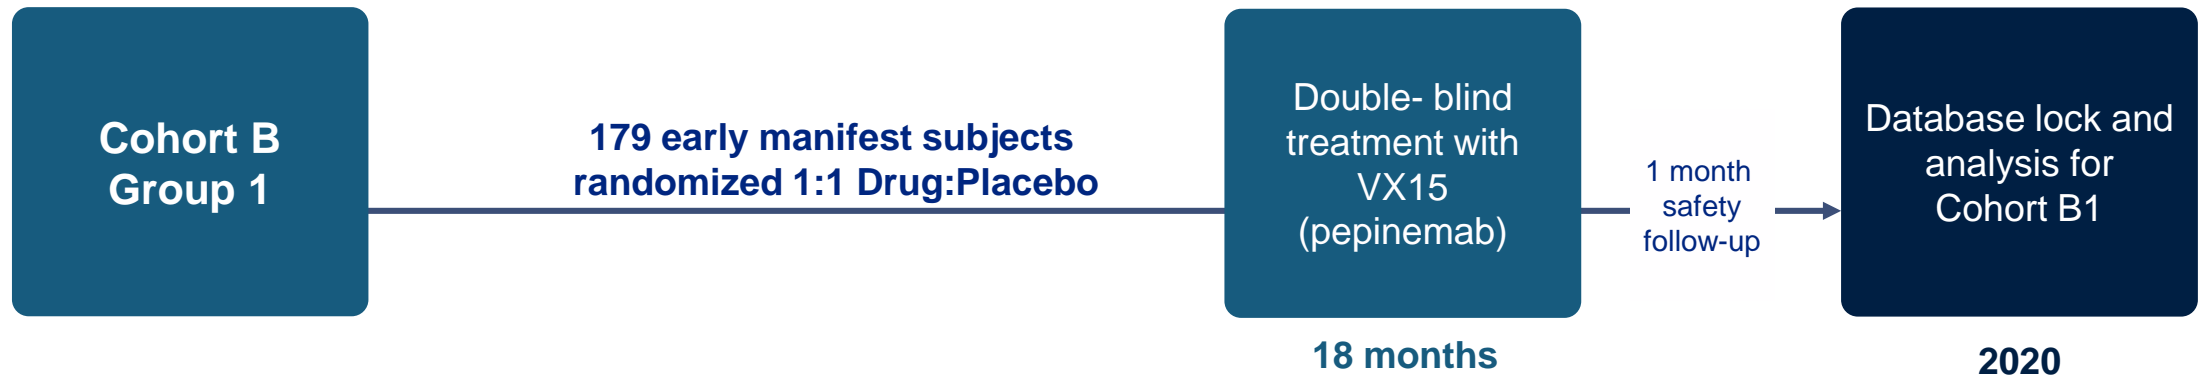 Cohort B
Group 1
179 early manifest subjects
randomized 1:1 Drug:Placebo
Double- blind
treatment with
VX15
(pepinemab)
18 months
1 month
safety
follow-up
Database lock and
analysis for
Cohort B1
2020